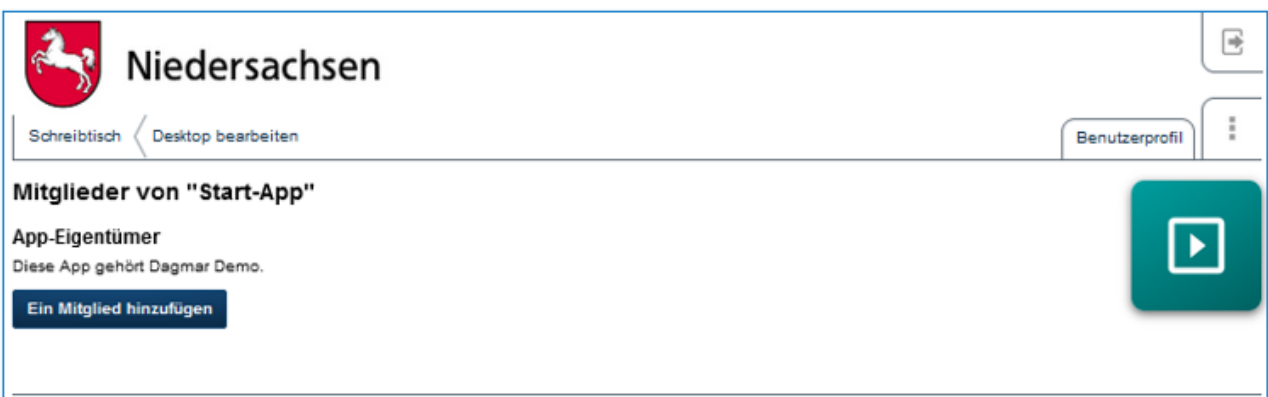 Niedersachsen
Schreibtisch Desktop bearbeiten Benutzerprofil
Mitglieder von "Start-App"
App-Eigentümer
Diese App gehört Dagmar Demo.
Ein Mitglied hinzufügen